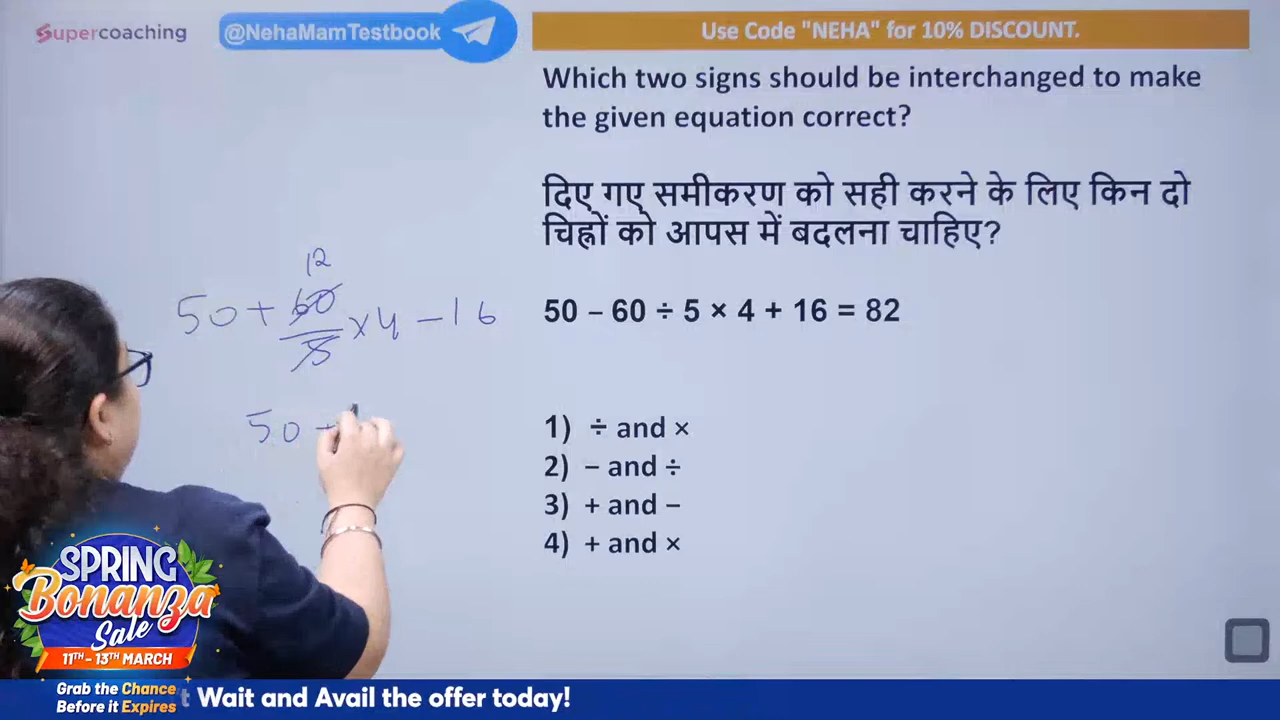 Supercoaching
@NehaMamTestbook
Use Code "NEHA" for 10% DISCOUNT.
Which two signs should be interchanged to make
the given equation correct?
दिए गए समीकरण को सही करने के लिए किन दो
चिह्नों को आपस में बदलना चाहिए?
50 – 60 ÷ 5 × 4 + 16 = 82
1) ÷ and ×
2) – and ÷
3) + and –
4) + and ×
12
50 + 60/5 × 4 – 16
50 +
SPRING
Bonanza
Sale
11TH - 13TH MARCH
Grab the Chance
Before it Expires
t Wait and Avail the offer today!